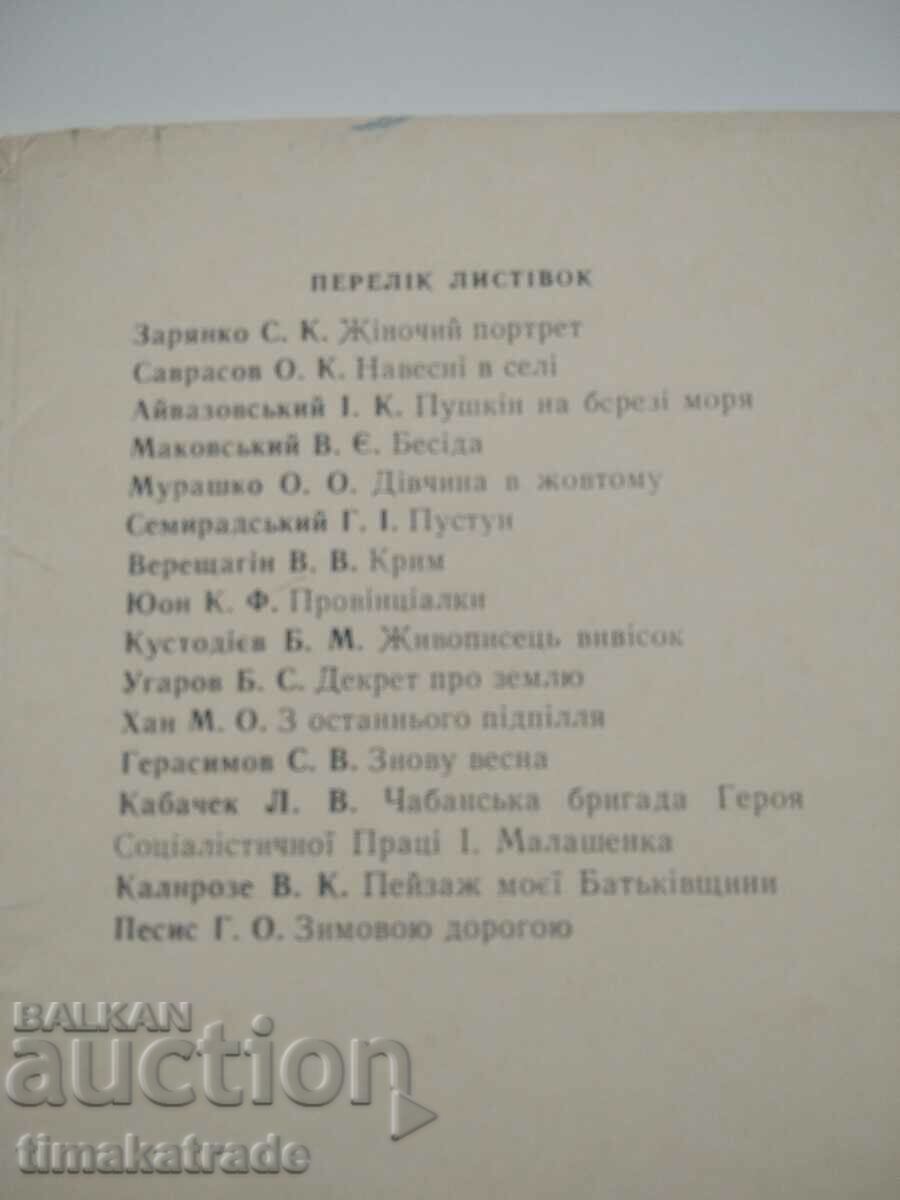 ПЕРЕЛІК ЛИСТІВОК
Зарянко С. К. Жіночий портрет
Саврасов О. К. Навесні в селі
Айвазовський І. К. Пушкін на березі моря
Маковський В. Є. Бесіда
Мурашко О. О. Дівчина в жовтому
Семирадський Г. І. Пустун
Верещагін В. В. Крим
Юон К. Ф. Провінціалки
Кустодієв Б. М. Живописець вивісок
Угаров Б. С. Декрет про землю
Хан М. О. З останнього підпілля
Герасимов С. В. Знову весна
Кабачек Л. В. Чабанська бригада Героя
Соціалістичної Праці І. Малашенка
Калнрозе В. К. Пейзаж моєї Батьківщини
Песис Г. О. Зимовою дорогою
BALKAN
auction
timakatrade